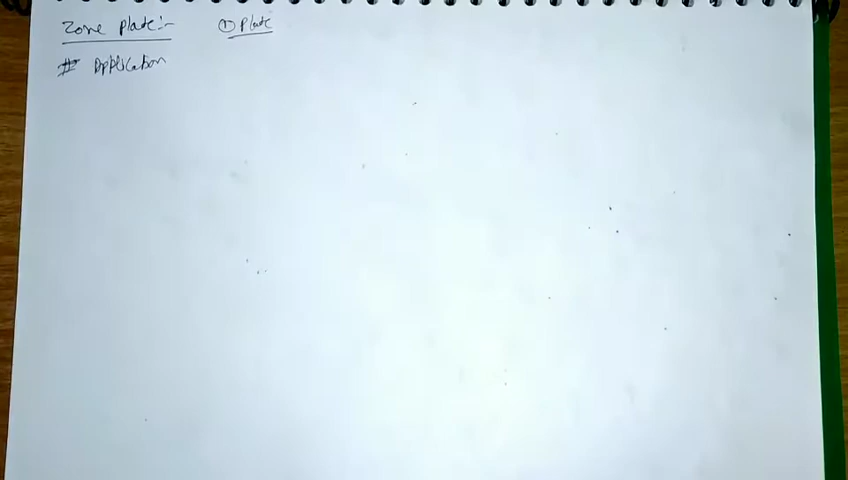 Zone plate:- ① Plate
# Application